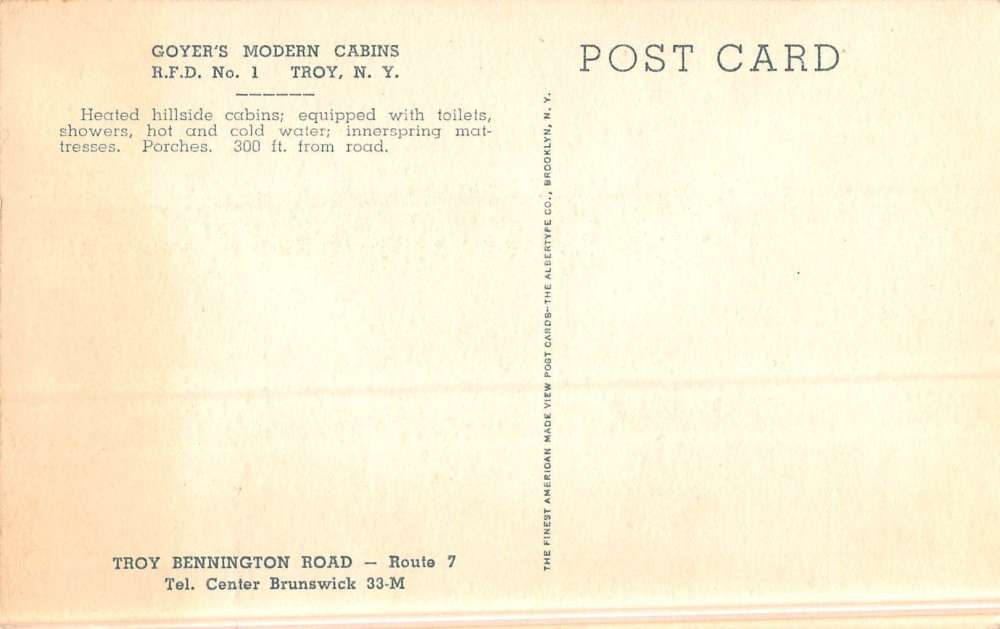 GOYER'S MODERN CABINS
R.F.D. No. 1 TROY, N. Y.
Heated hillside cabins; equipped with toilets,
showers, hot and cold water; innerspring mat-
tresses. Porches. 300 ft. from road.
TROY BENNINGTON ROAD — Route 7
Tel. Center Brunswick 33-M
THE FINEST AMERICAN MADE VIEW POST CARDS—THE ALBERTYPE CO., BROOKLYN, N. Y.
POST CARD